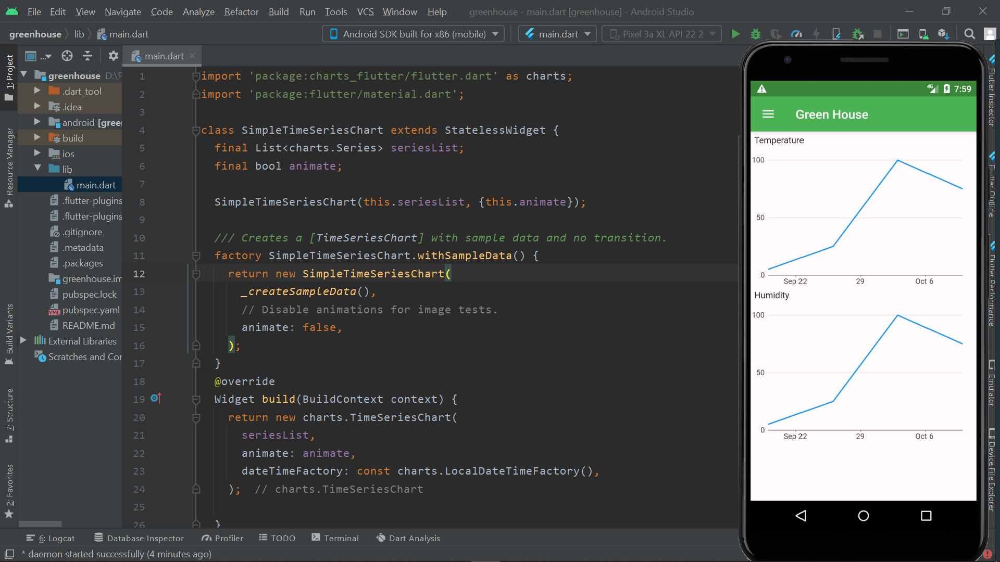 File Edit View Navigate Code Analyze Refactor Build Run Tools VCS Window Help greenhouse - main.dart [greenhouse] - Android Studio
greenhouse lib main.dart Android SDK built for x86 (mobile) main.dart Pixel 3a XL API 22 2
1: Project
Resource Manager
Build Variants
7: Structure
2: Favorites
... main.dart
greenhouse D:\P
.dart_tool
.idea
android [gree
build
ios
lib
main.dart
.flutter-plugins
.flutter-plugins
.gitignore
.metadata
.packages
greenhouse.im
pubspec.lock
pubspec.yaml
README.md
External Libraries
Scratches and Con
1 import 'package:charts_flutter/flutter.dart' as charts;
2 import 'package:flutter/material.dart';
3
4 class SimpleTimeSeriesChart extends StatelessWidget {
5 final List<charts.Series> seriesList;
6 final bool animate;
7
8 SimpleTimeSeriesChart(this.seriesList, {this.animate});
9
10 /// Creates a [TimeSeriesChart] with sample data and no transition.
11 factory SimpleTimeSeriesChart.withSampleData() {
12 return new SimpleTimeSeriesChart(
13 _createSampleData(),
14 // Disable animations for image tests.
15 animate: false,
16 );
17 }
18 @override
19 Widget build(BuildContext context) {
20 return new charts.TimeSeriesChart(
21 seriesList,
22 animate: animate,
23 dateTimeFactory: const charts.LocalDateTimeFactory(),
24 ); // charts.TimeSeriesChart
25
26 }
4G 7:59
Green House
Temperature
100
50
0
Sep 22 29 Oct 6
Humidity
100
50
0
Sep 22 29 Oct 6
Flutter Inspector
Flutter Outline
Flutter Performance
Emulator
Device File Explorer
6: Logcat Database Inspector Profiler TODO Terminal Dart Analysis
* daemon started successfully (4 minutes ago)